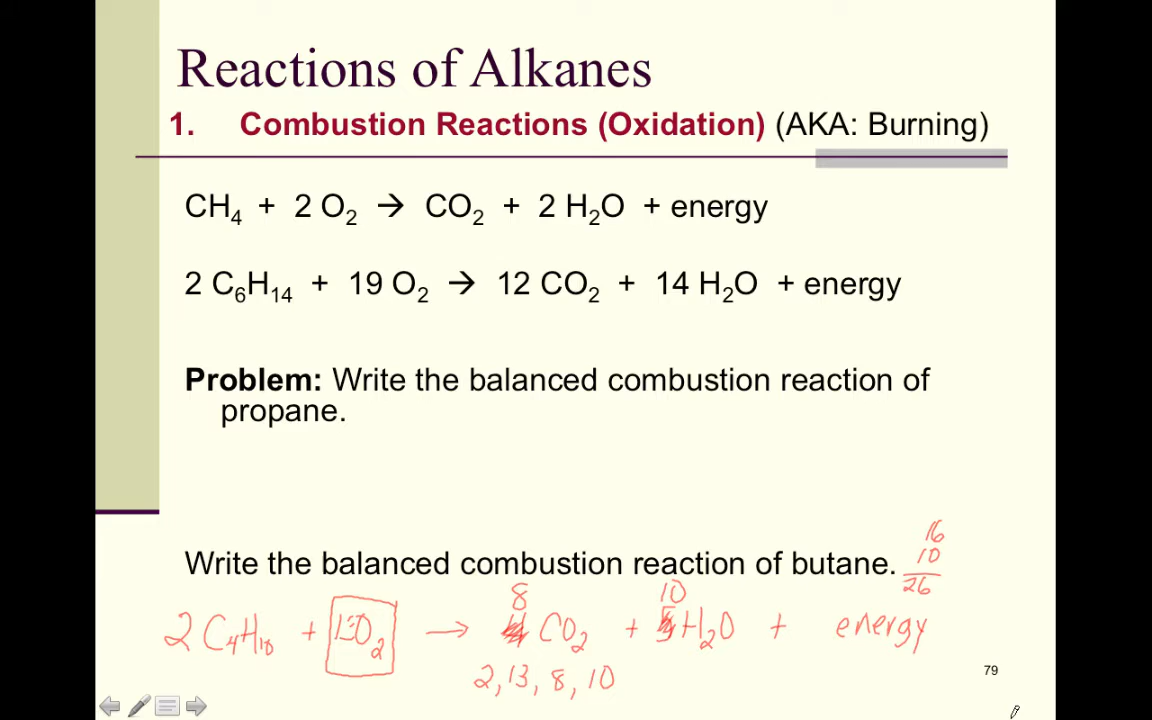 Reactions of Alkanes
1. Combustion Reactions (Oxidation) (AKA: Burning)
CH₄ + 2 O₂ → CO₂ + 2 H₂O + energy
2 C₆H₁₄ + 19 O₂ → 12 CO₂ + 14 H₂O + energy
Problem: Write the balanced combustion reaction of
propane.
16
10
26
Write the balanced combustion reaction of butane.
8 10
2 C₄H₁₀ + 13 O₂ → CO₂ + H₂O + energy
2, 13, 8, 10
79